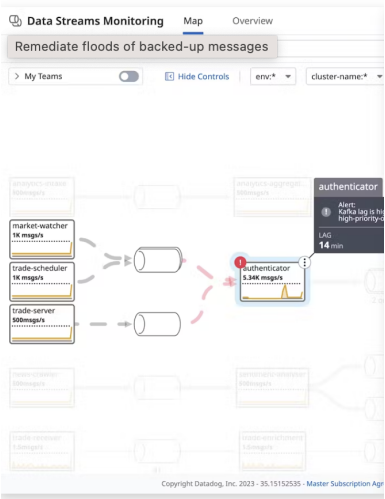 Data Streams Monitoring Map Overview
Remediate floods of backed-up messages
> My Teams Hide Controls env:* cluster-name:*
authenticator
Alert:
Kafka lag is hig
high-priority-o
LAG
14 min
market-watcher
1K msgs/s
trade-scheduler
1K msgs/s
trade-server
500msgs/s
authenticator
5.34K msgs/s
Copyright Datadog, Inc. 2023 - 35.15152535 - Master Subscription Agr